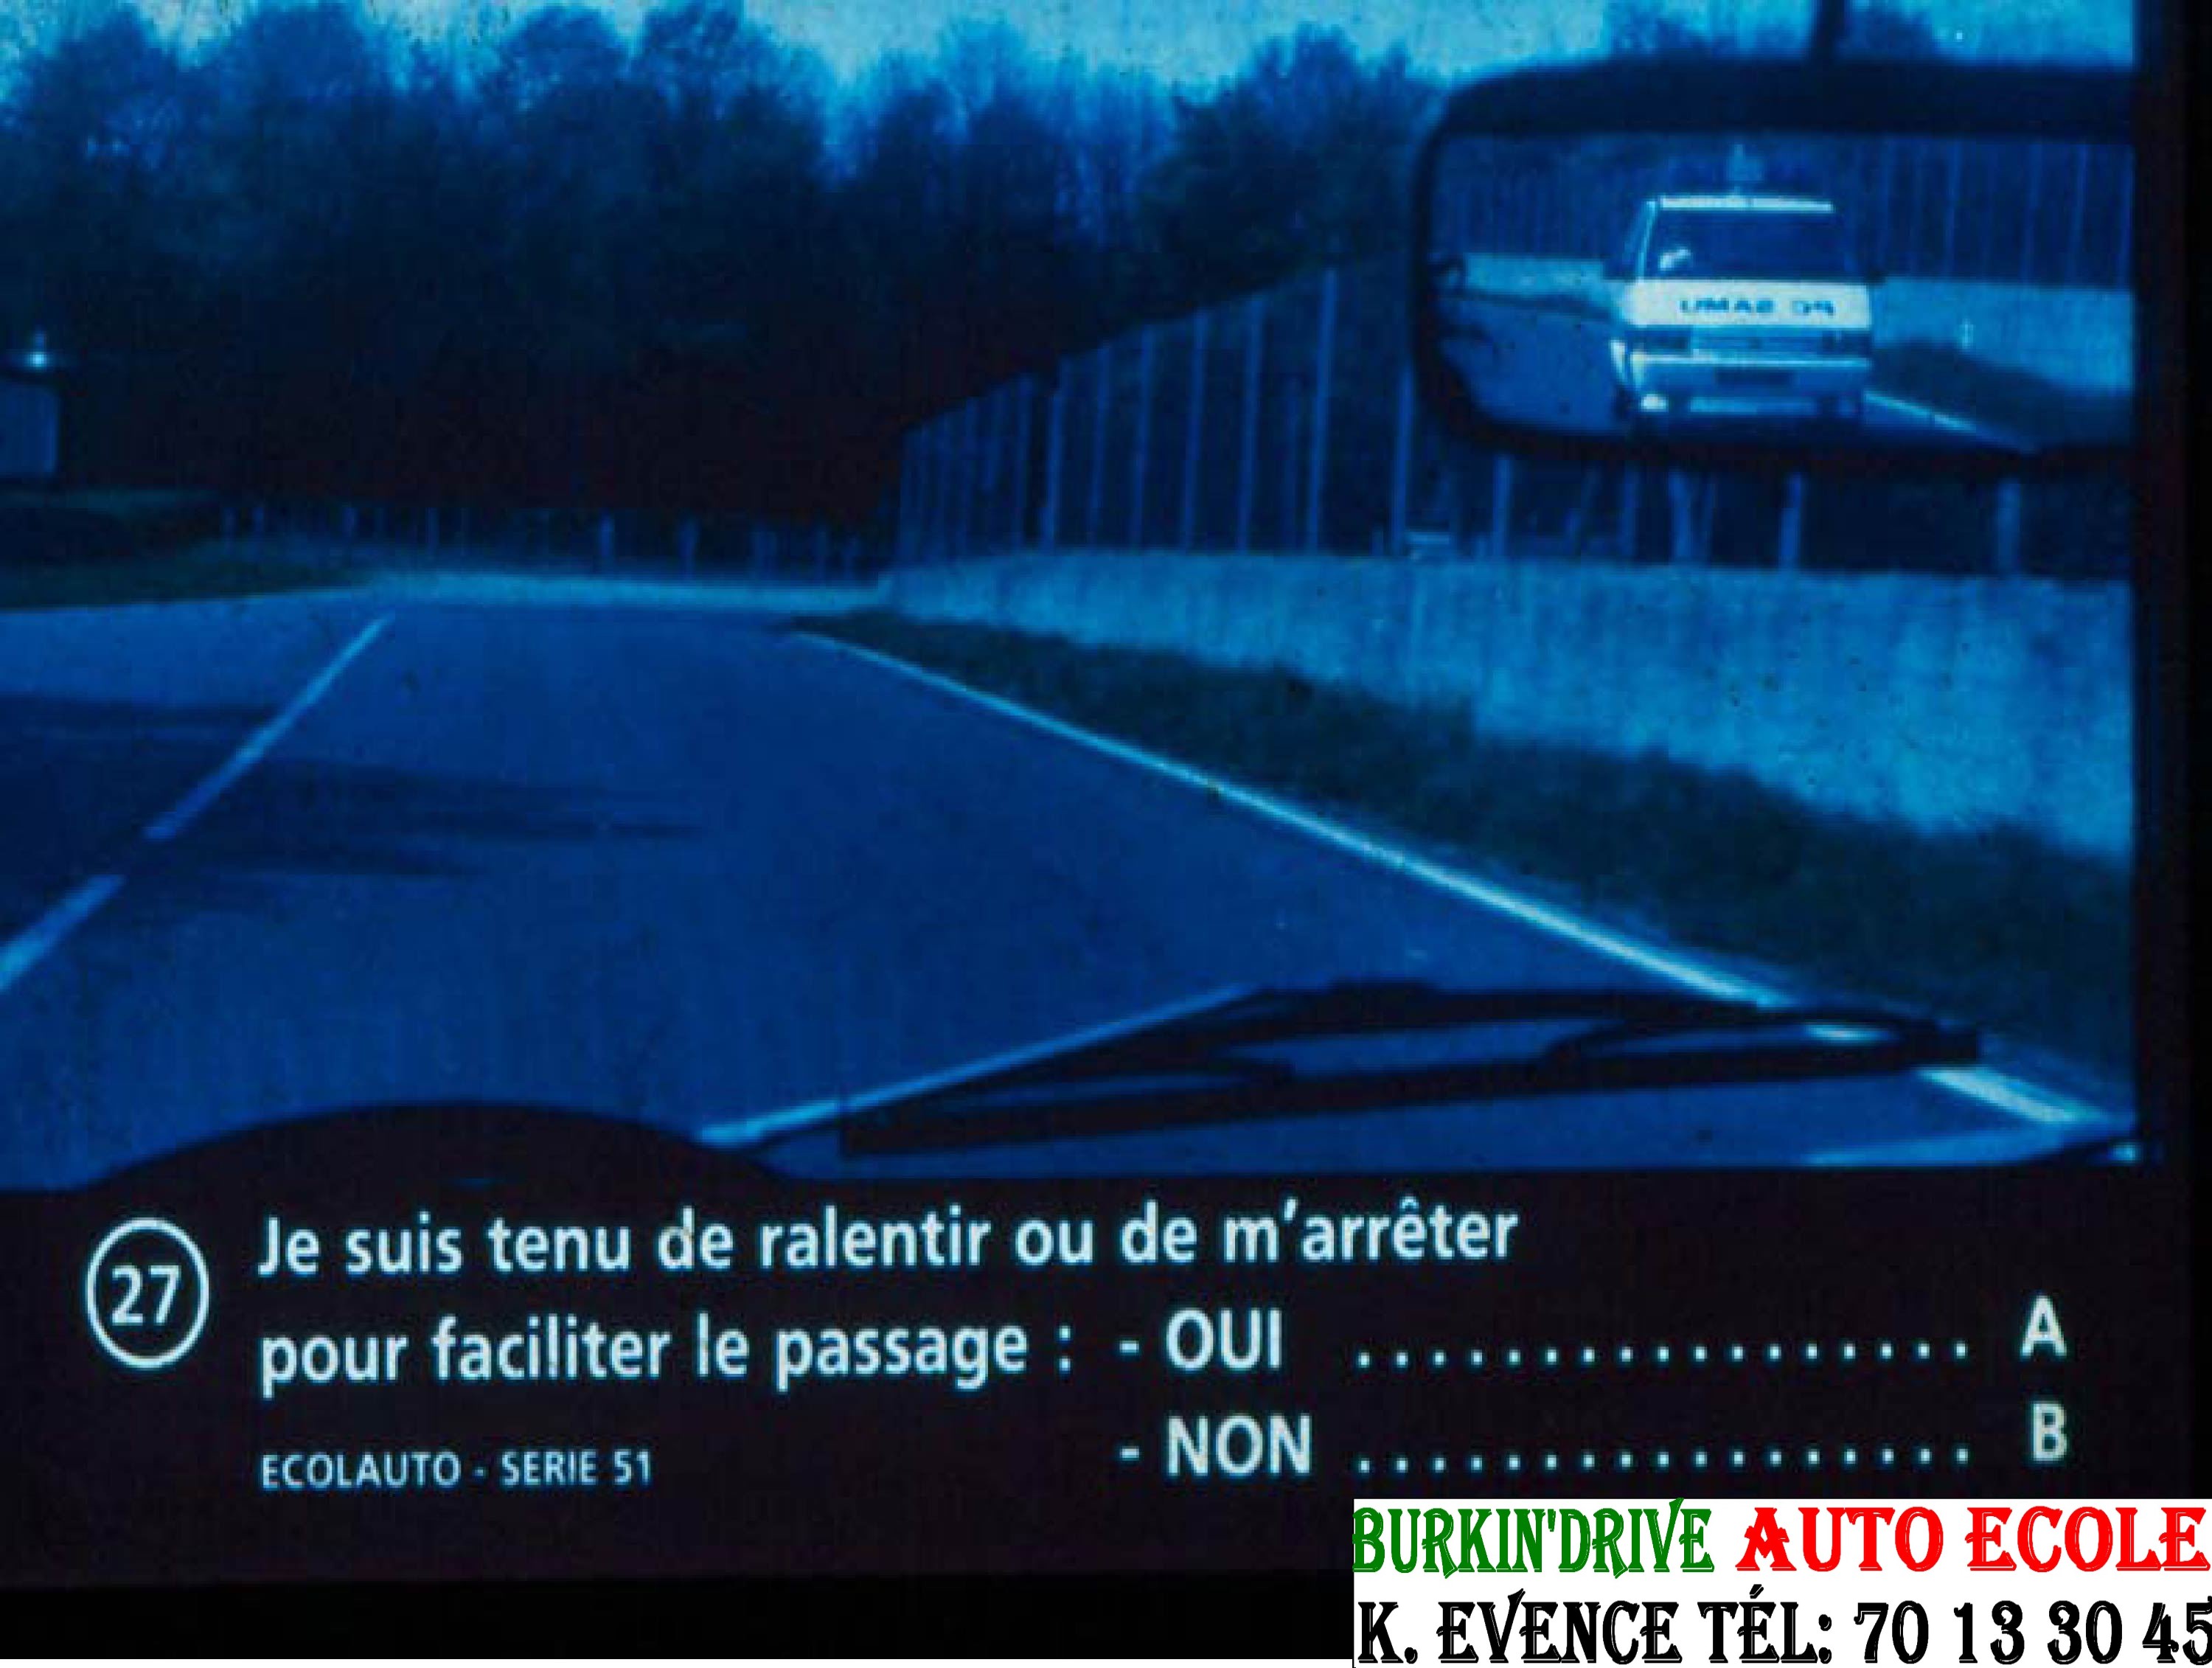 UMAS 
27 Je suis tenu de ralentir ou de m'arrêter
pour faciliter le passage : - OUI .................. A
- NON .................. B
ECOLAUTO - SERIE 51
BURKIN'DRIVE AUTO ECOLE
K. EVENCE TÉL: 70 13 30 45